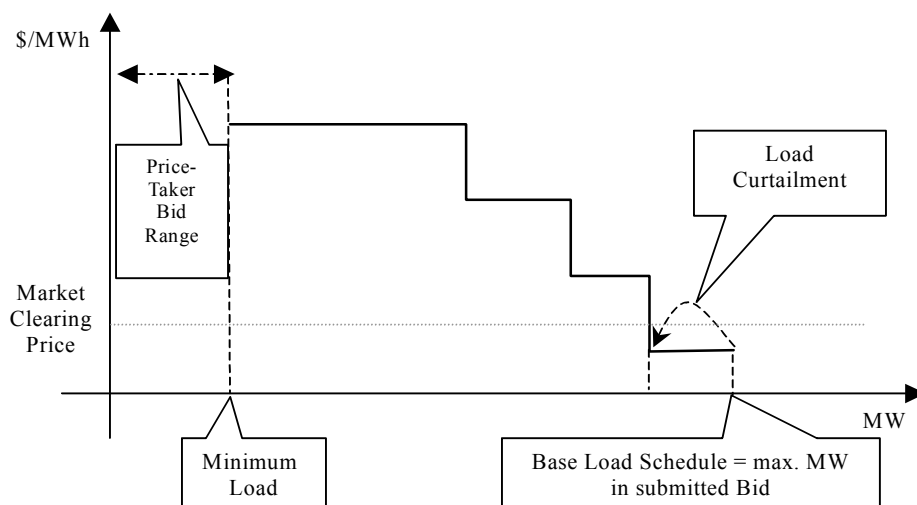 $/MWh
Price-
Taker
Bid
Range
Load
Curtailment
Market
Clearing
Price
MW
Minimum
Load
Base Load Schedule = max. MW
in submitted Bid